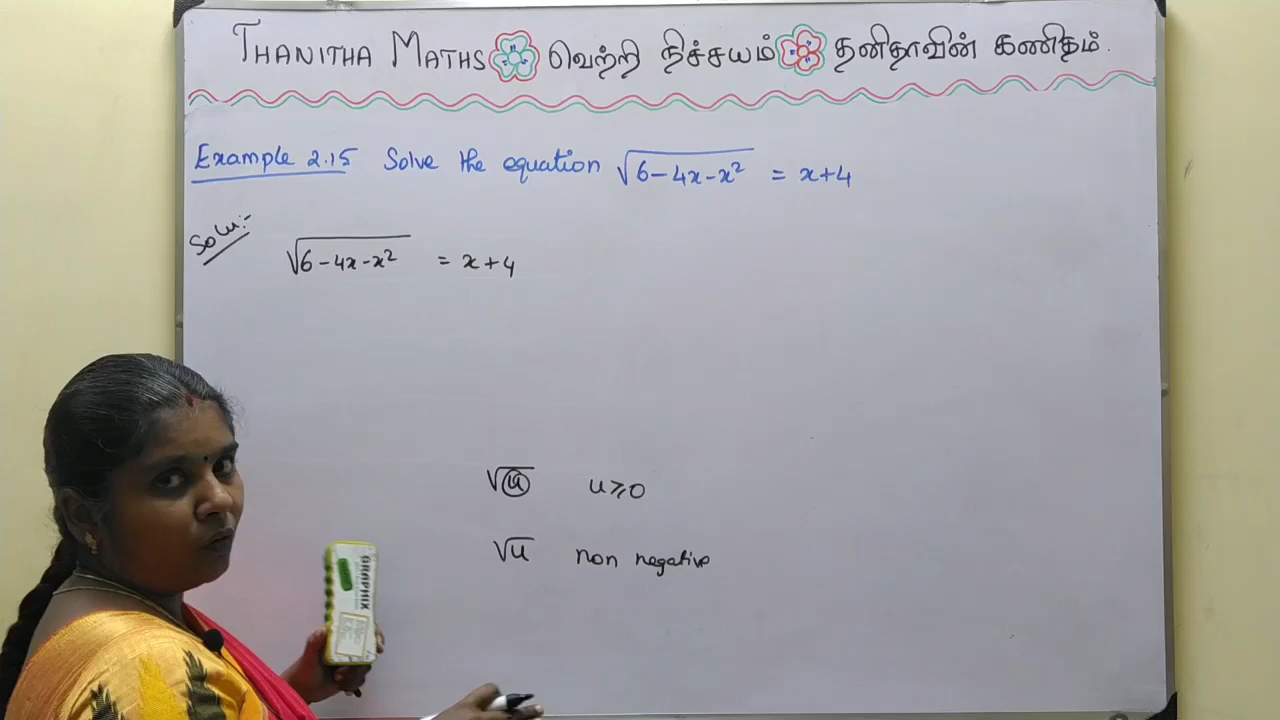 THANITHA MATHS வெற்றி நிச்சயம் தனிதாவின் கணிதம்.
Example 2.15 Solve the equation √(6-4x-x²) = x+4
Solu:-
√(6-4x-x²) = x+4
√u u≥0
√u non negative
GRAPHIX